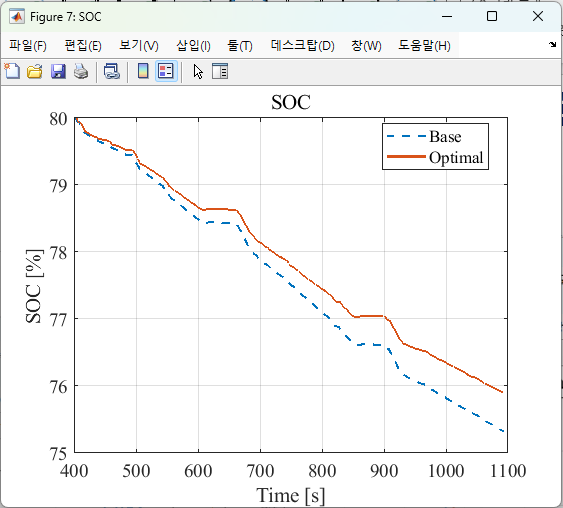 Figure 7: SOC
파일(F) 편집(E) 보기(V) 삽입(I) 툴(T) 데스크탑(D) 창(W) 도움말(H)
SOC
Base
Optimal
80
79
78
77
76
75
SOC [%]
400 500 600 700 800 900 1000 1100
Time [s]